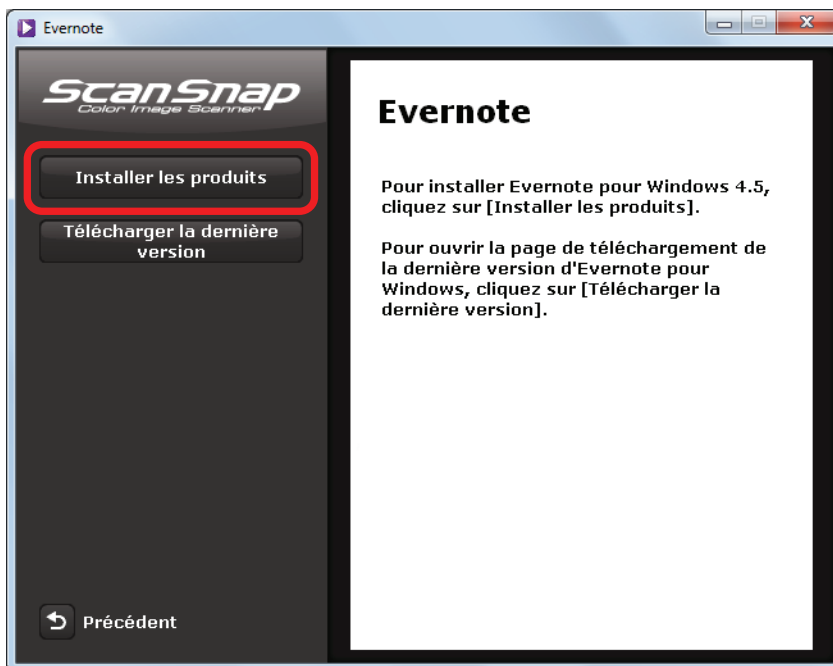 Evernote
ScanSnap
Color Image Scanner
Installer les produits
Télécharger la dernière
version
Précédent
Evernote
Pour installer Evernote pour Windows 4.5,
cliquez sur [Installer les produits].
Pour ouvrir la page de téléchargement de
la dernière version d'Evernote pour
Windows, cliquez sur [Télécharger la
dernière version].